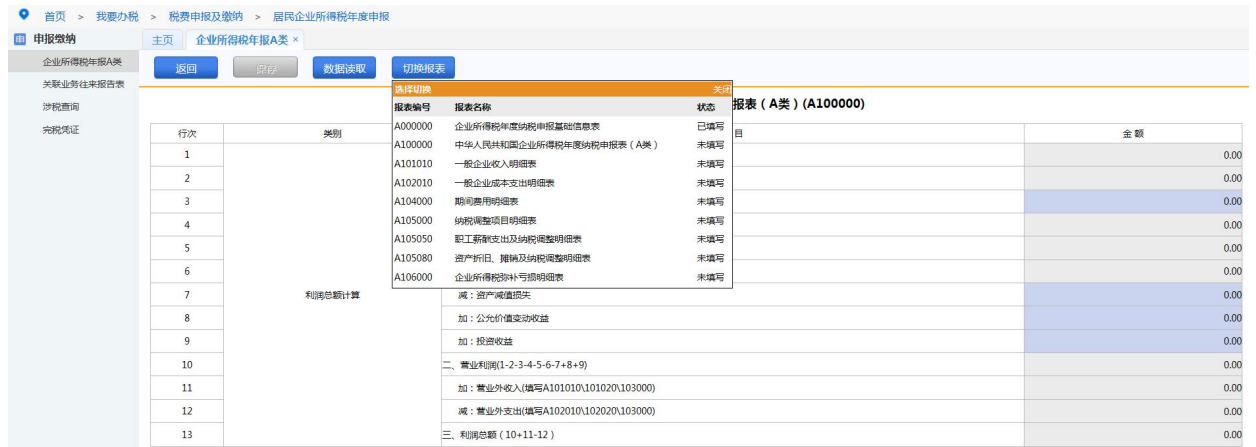 首页 > 我要办税 > 税费申报及缴纳 > 居民企业所得税年度申报
申报缴纳
企业所得税年报A类
关联业务往来报告表
涉税查询
完税凭证
主页 企业所得税年报A类 ×
返回 保存 数据读取 切换报表
选择切换 关闭
报表编号 报表名称 状态
A000000 企业所得税年度纳税申报基础信息表 已填写
A100000 中华人民共和国企业所得税年度纳税申报表(A类) 未填写
A101010 一般企业收入明细表 未填写
A102010 一般企业成本支出明细表 未填写
A104000 期间费用明细表 未填写
A105000 纳税调整项目明细表 未填写
A105050 职工薪酬支出及纳税调整明细表 未填写
A105080 资产折旧、摊销及纳税调整明细表 未填写
A106000 企业所得税弥补亏损明细表 未填写
报表(A类)(A100000)
行次 类别 目 金额
1 0.00
2 0.00
3 0.00
4 0.00
5 0.00
6 0.00
7 利润总额计算 减:资产减值损失 0.00
8 加:公允价值变动收益 0.00
9 加:投资收益 0.00
10 二、营业利润(1-2-3-4-5-6-7+8+9) 0.00
11 加:营业外收入(填写A101010\101020\103000) 0.00
12 减:营业外支出(填写A102010\102020\103000) 0.00
13 三、利润总额(10+11-12) 0.00